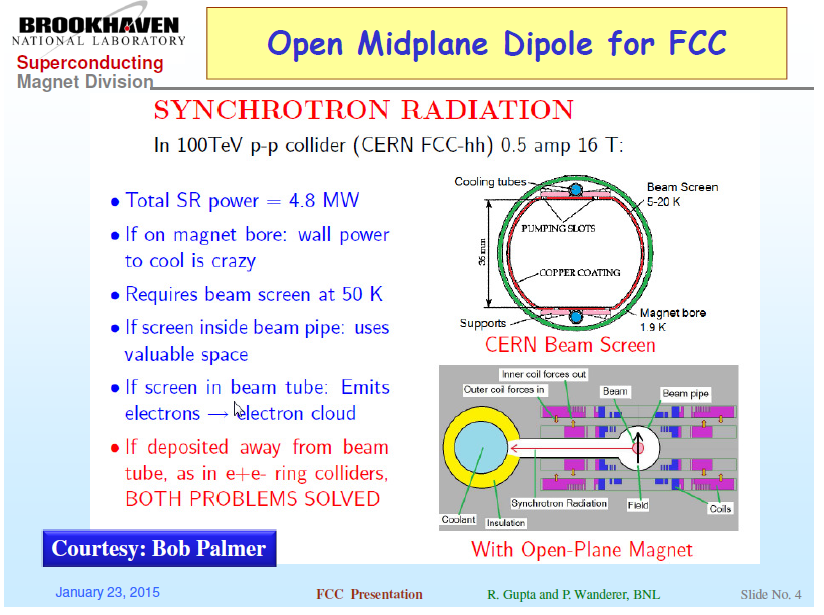 BROOKHAVEN
NATIONAL LABORATORY
Superconducting
Magnet Division
Open Midplane Dipole for FCC
SYNCHROTRON RADIATION
In 100TeV p-p collider (CERN FCC-hh) 0.5 amp 16 T:
• Total SR power = 4.8 MW
• If on magnet bore: wall power
to cool is crazy
• Requires beam screen at 50 K
• If screen inside beam pipe: uses
valuable space
• If screen in beam tube: Emits
electrons → electron cloud
• If deposited away from beam
tube, as in e+e- ring colliders,
BOTH PROBLEMS SOLVED
Courtesy: Bob Palmer
Cooling tubes
Beam Screen
5-20 K
PUMPING SLOTS
36 mm
COPPER COATING
Supports
Magnet bore
1.9 K
CERN Beam Screen
Inner coil forces out
Outer coil forces in
Beam
Beam pipe
Synchrotron Radiation
Field
Coils
Coolant
Insulation
With Open-Plane Magnet
January 23, 2015
FCC Presentation
R. Gupta and P. Wanderer, BNL
Slide No. 4